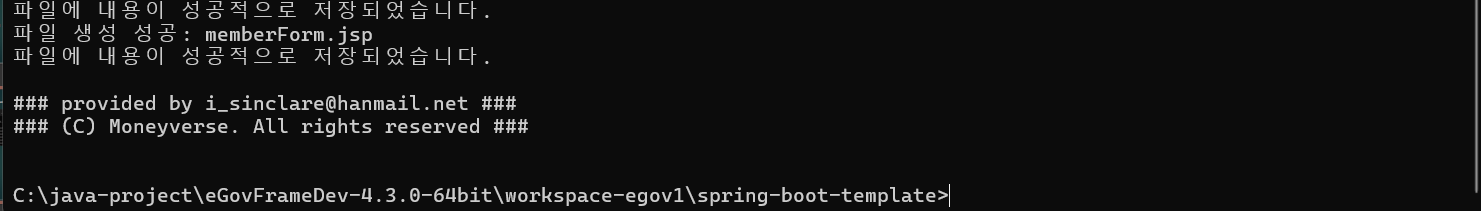 파일에 내용이 성공적으로 저장되었습니다.
파일 생성 성공: memberForm.jsp
파일에 내용이 성공적으로 저장되었습니다.
### provided by i_sinclare@hanmail.net ###
### (C) Moneyverse. All rights reserved ###
C:\java-project\eGovFrameDev-4.3.0-64bit\workspace-egov1\spring-boot-template>